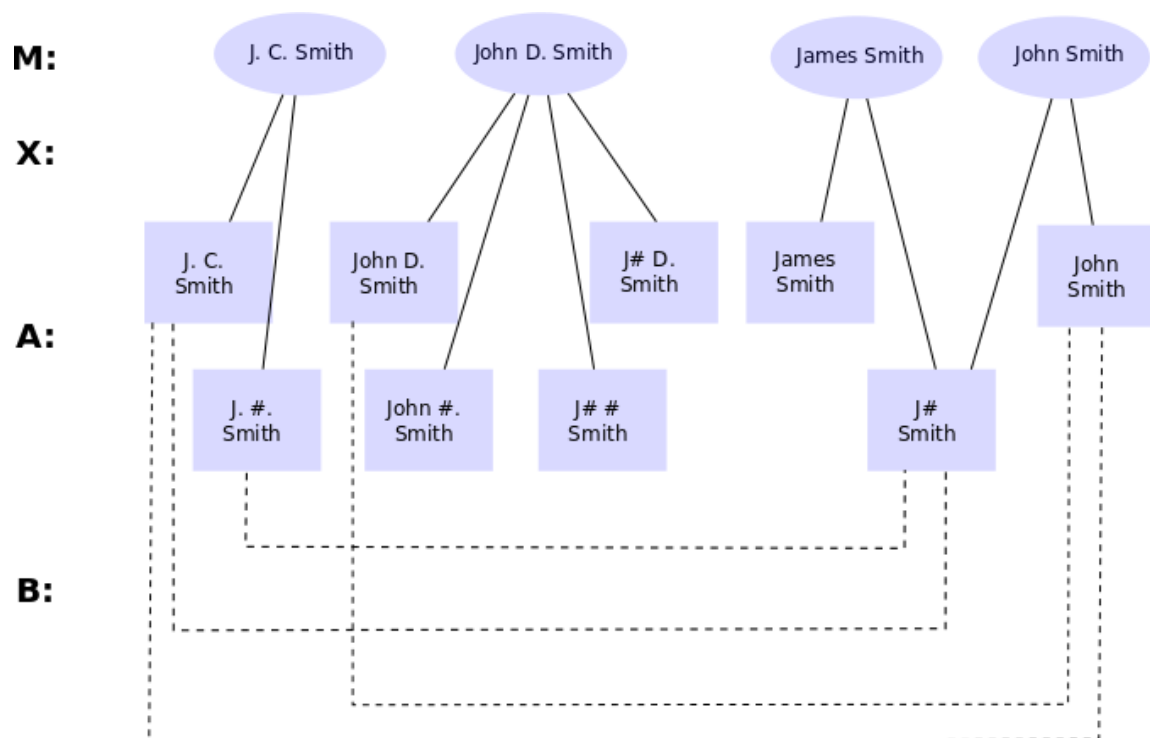 M:
J. C. Smith
John D. Smith
James Smith
John Smith
X:
J. C.
Smith
John D.
Smith
J# D.
Smith
James
Smith
John
Smith
A:
J. #.
Smith
John #.
Smith
J# #
Smith
J#
Smith
B: